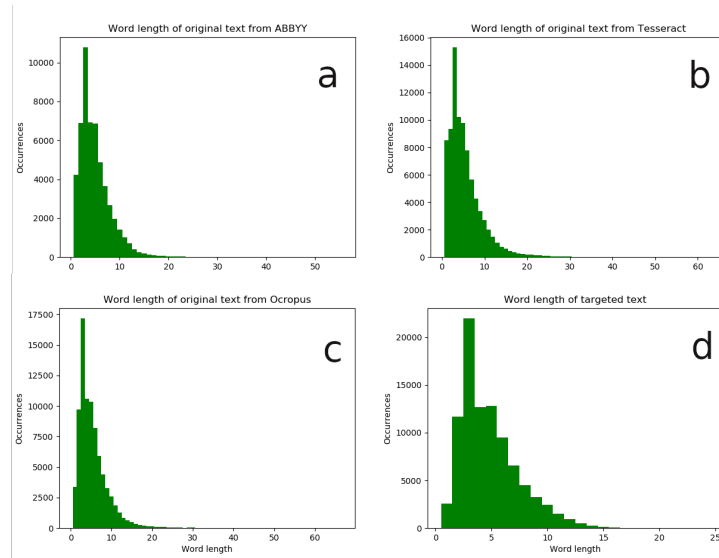 Word length of original text from ABBYY
a
Occurrences
10000
8000
6000
4000
2000
0
0 10 20 30 40 50
Word length of original text from Tesseract
b
Occurrences
16000
14000
12000
10000
8000
6000
4000
2000
0
0 10 20 30 40 50 60
Word length of original text from Ocropus
c
Occurrences
17500
15000
12500
10000
7500
5000
2500
0
0 10 20 30 40 50 60
Word length
Word length of targeted text
d
Occurrences
20000
15000
10000
5000
0
0 5 10 15 20 25
Word length